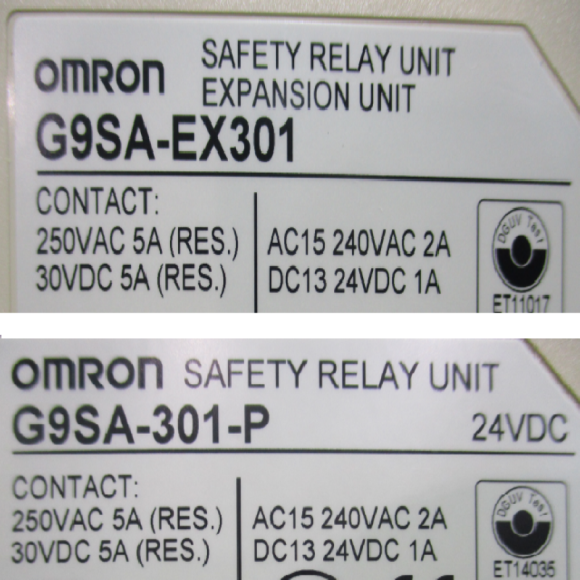 OMRON SAFETY RELAY UNIT
EXPANSION UNIT
G9SA-EX301
CONTACT:
250VAC 5A (RES.) AC15 240VAC 2A
30VDC 5A (RES.) DC13 24VDC 1A
DGUV Test
ET11017
OMRON SAFETY RELAY UNIT
G9SA-301-P 24VDC
CONTACT:
250VAC 5A (RES.) AC15 240VAC 2A
30VDC 5A (RES.) DC13 24VDC 1A
DGUV Test
ET14035